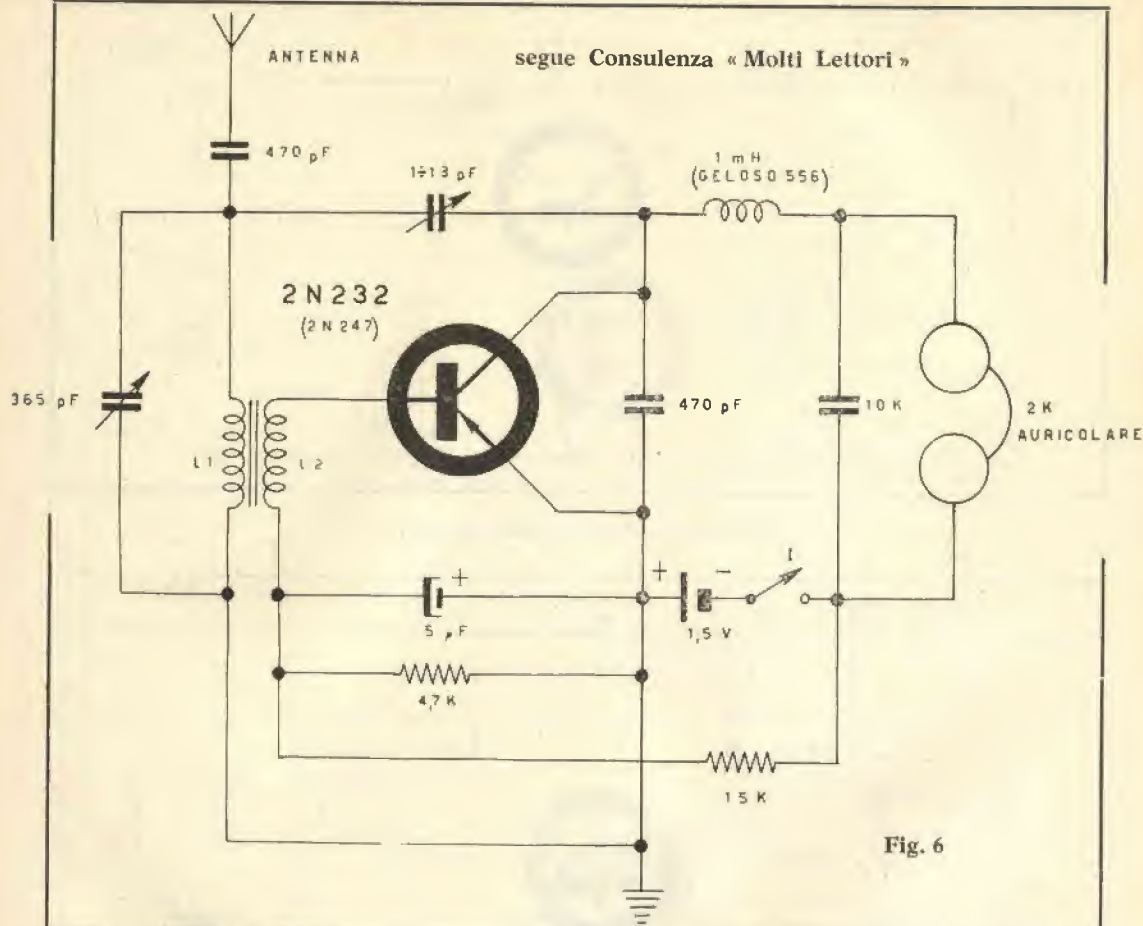 segue Consulenza « Molti Lettori »
ANTENNA
470 pF
1÷13 pF
1 mH
(GELOSO 556)
2N232
(2N247)
365 pF
L1
L2
470 pF
10 K
2 K
AURICOLARE
+
5 µF
+
-
I
1,5 V
4,7 K
15 K
Fig. 6